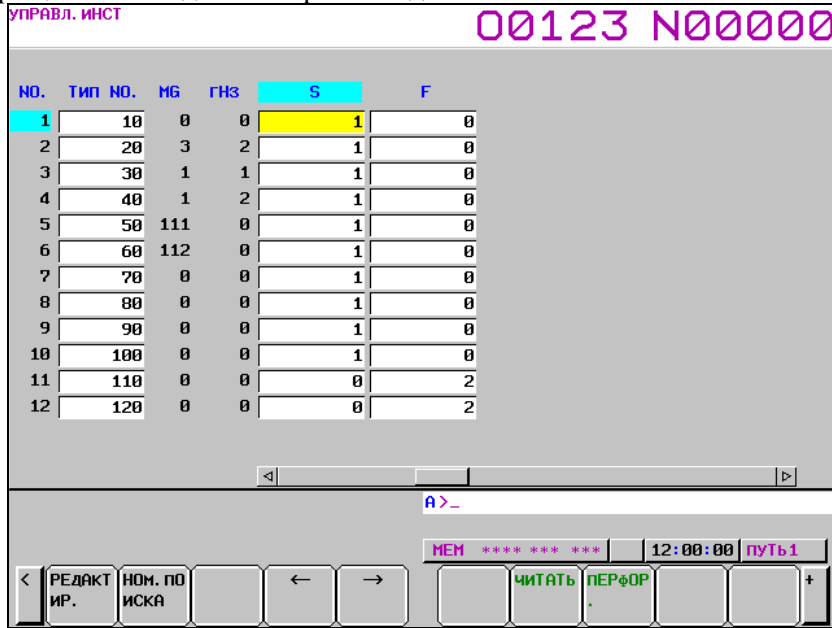 УПРАВЛ. ИНСТ
O0123 N00000
NO. ТИП NO. MG ГНЗ S F
1 10 0 0 1 0
2 20 3 2 1 0
3 30 1 1 1 0
4 40 1 2 1 0
5 50 111 0 1 0
6 60 112 0 1 0
7 70 0 0 1 0
8 80 0 0 1 0
9 90 0 0 1 0
10 100 0 0 1 0
11 110 0 0 0 2
12 120 0 0 0 2
A>_
MEM **** *** *** 12:00:00 ПУТЬ1
< РЕДАКТ НОМ. ПО ← → ЧИТАТЬ ПЕРФОР +
ИР. ИСКА .